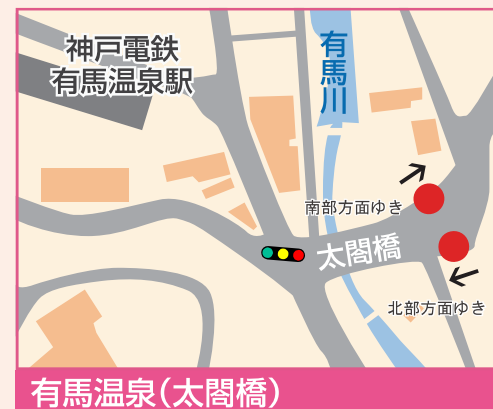 神戸電鉄
有馬温泉駅
有馬川
南部方面ゆき
太閤橋
北部方面ゆき
有馬温泉(太閤橋)